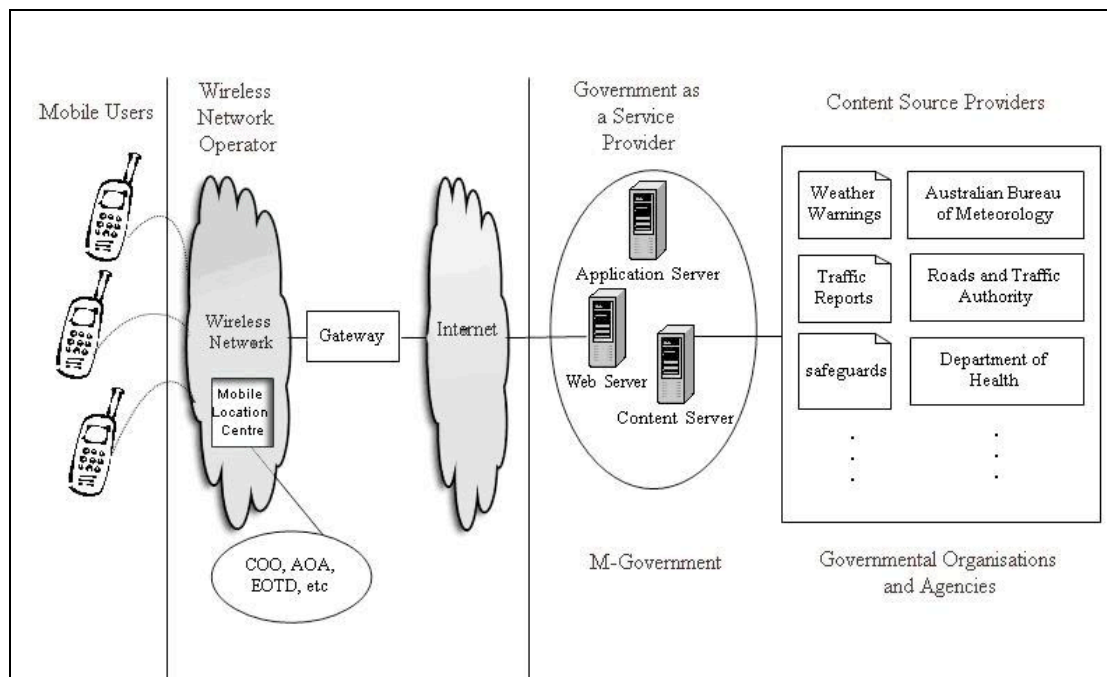 Mobile Users
Wireless
Network
Operator
Wireless
Network
Mobile
Location
Centre
COO, AOA,
EOTD, etc
Gateway
Internet
Government as
a Service
Provider
Application Server
Web Server
Content Server
M-Government
Content Source Providers
Weather
Warnings
Australian Bureau
of Meteorology
Traffic
Reports
Roads and Traffic
Authority
safeguards
Department of
Health
Governmental Organisations
and Agencies